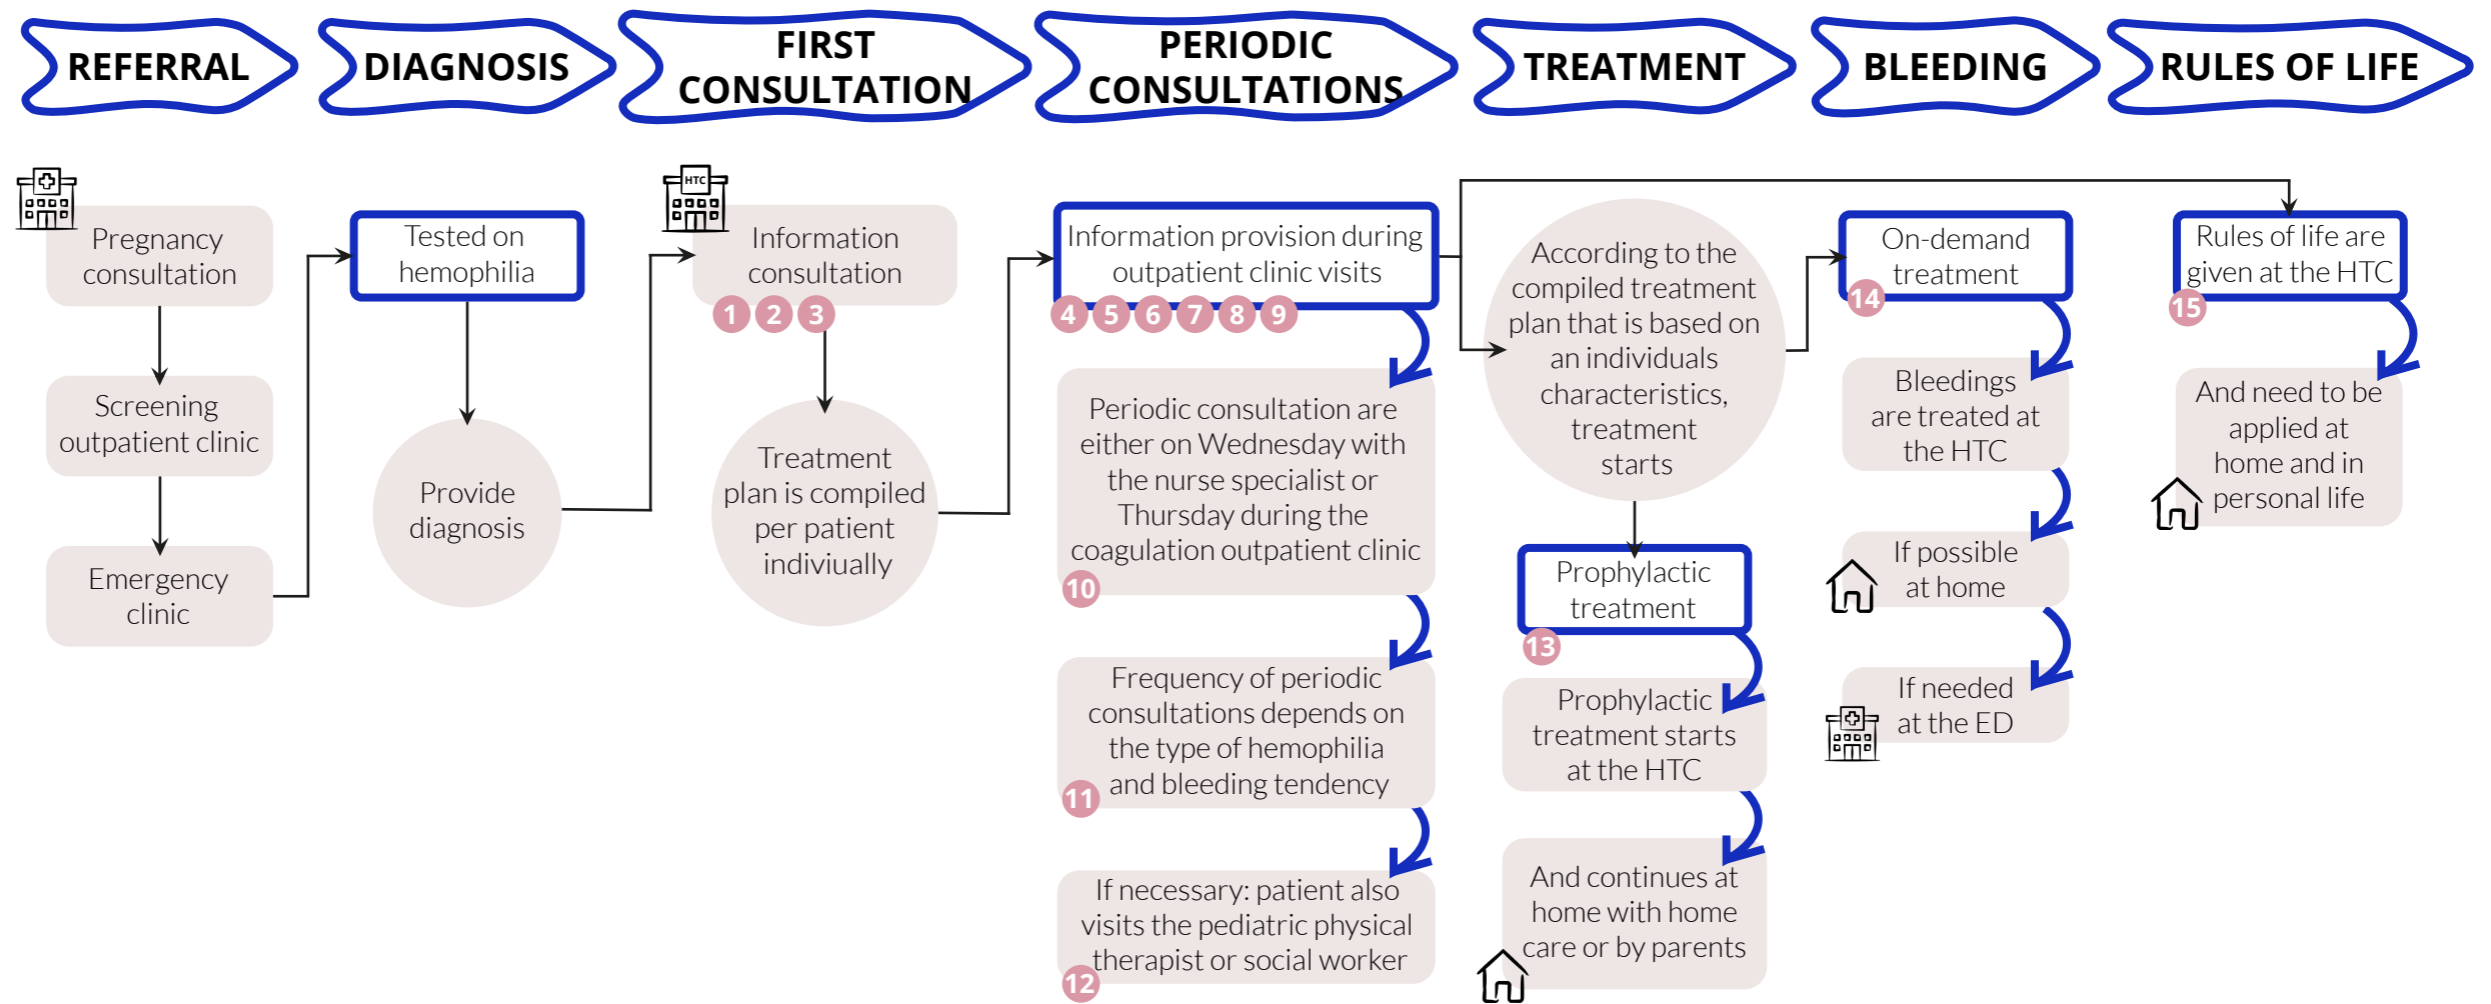 REFERRAL
DIAGNOSIS
FIRST
CONSULTATION
PERIODIC
CONSULTATIONS
TREATMENT
BLEEDING
RULES OF LIFE
Pregnancy
consultation
Screening
outpatient clinic
Emergency
clinic
Tested on
hemophilia
Provide
diagnosis
HTC
Information
consultation
1 2 3
Treatment
plan is compiled
per patient
indiviually
Information provision during
outpatient clinic visits
4 5 6 7 8 9
Periodic consultation are
either on Wednesday with
the nurse specialist or
Thursday during the
coagulation outpatient clinic
10
Frequency of periodic
consultations depends on
the type of hemophilia
and bleeding tendency
11
If necessary: patient also
visits the pediatric physical
therapist or social worker
12
According to the
compiled treatment
plan that is based on
an individuals
characteristics,
treatment
starts
Prophylactic
treatment
13
Prophylactic
treatment starts
at the HTC
And continues at
home with home
care or by parents
On-demand
treatment
14
Bleedings
are treated at
the HTC
If possible
at home
If needed
at the ED
Rules of life are
given at the HTC
15
And need to be
applied at
home and in
personal life